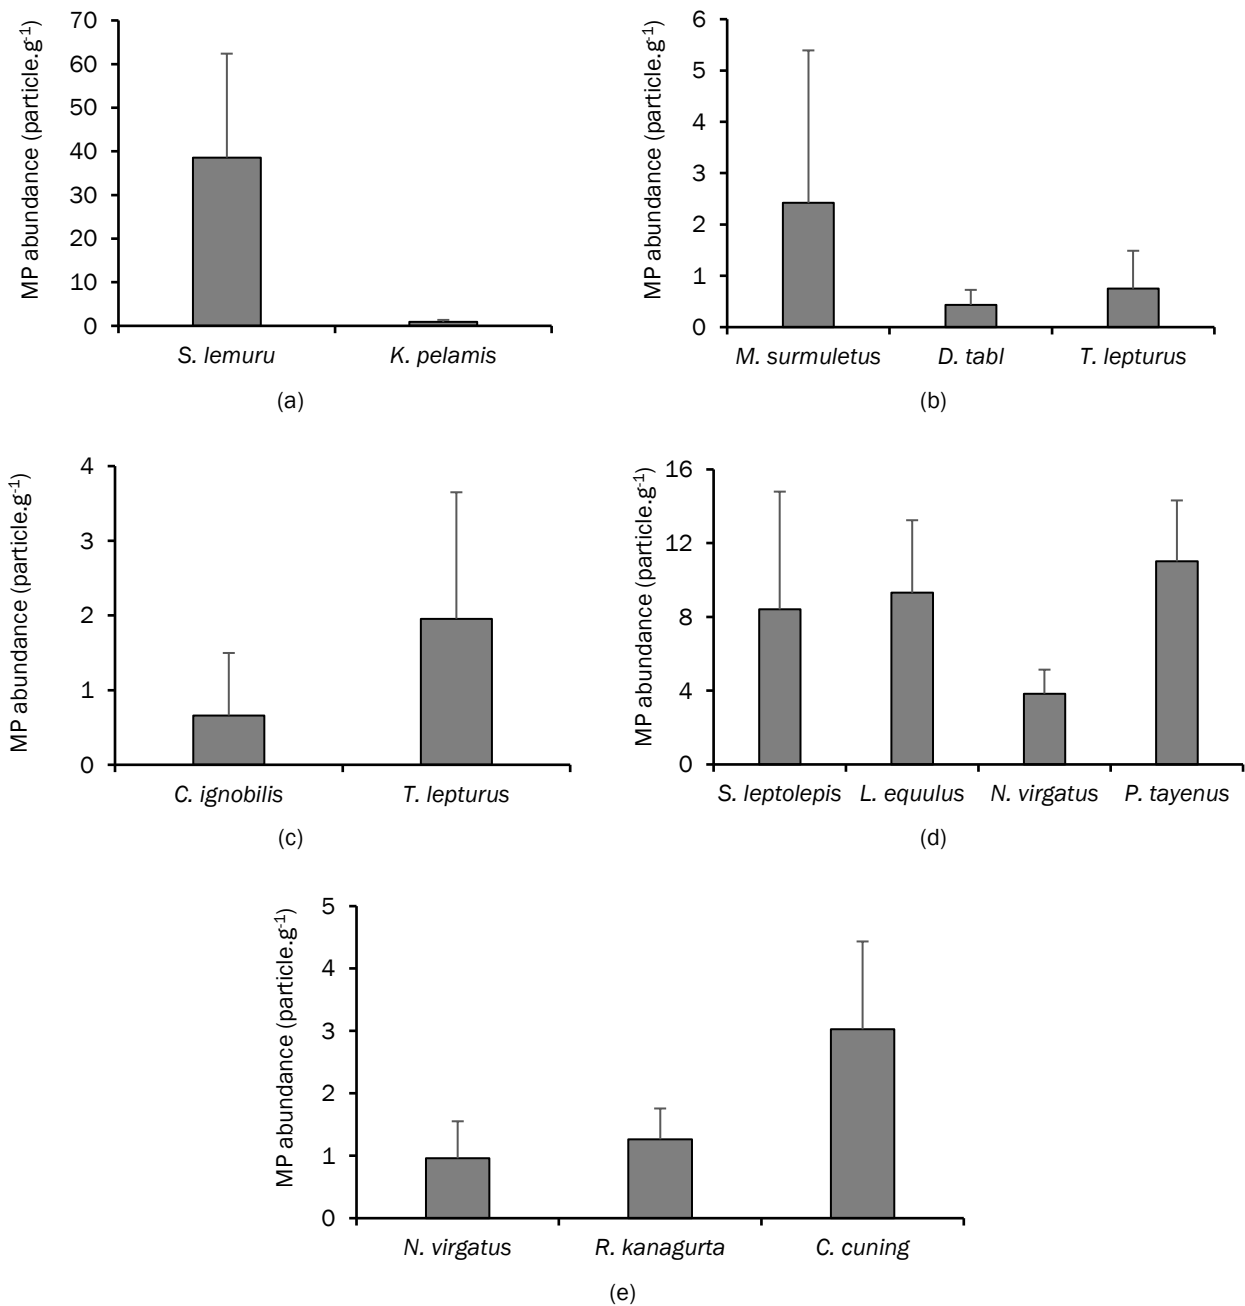 MP abundance (particle.g-1)
70
60
50
40
30
20
10
0
S. lemuru K. pelamis
(a)
MP abundance (particle.g-1)
6
5
4
3
2
1
0
M. surmuletus D. tabl T. lepturus
(b)
MP abundance (particle.g-1)
4
3
2
1
0
C. ignobilis T. lepturus
(c)
MP abundance (particle.g-1)
16
12
8
4
0
S. leptolepis L. equulus N. virgatus P. tayenus
(d)
MP abundance (particle.g-1)
5
4
3
2
1
0
N. virgatus R. kanagurta C. cuning
(e)